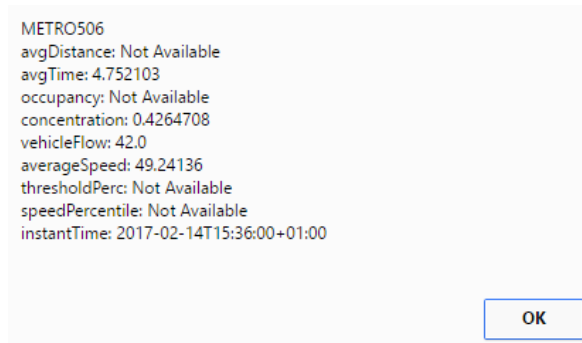 METRO506
avgDistance: Not Available
avgTime: 4.752103
occupancy: Not Available
concentration: 0.4264708
vehicleFlow: 42.0
averageSpeed: 49.24136
thresholdPerc: Not Available
speedPercentile: Not Available
instantTime: 2017-02-14T15:36:00+01:00
OK